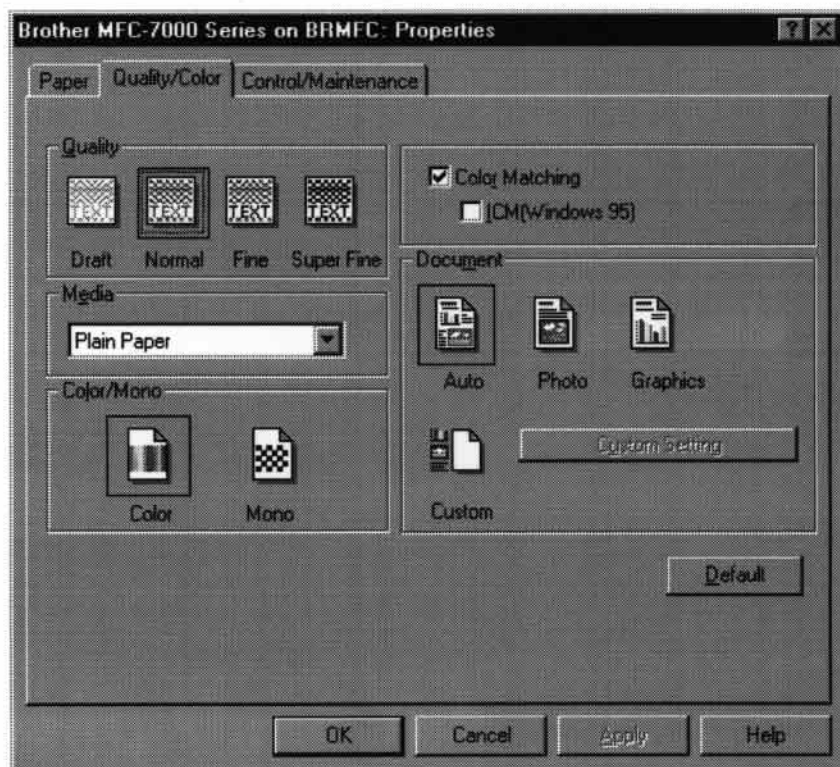 Brother MFC-7000 Series on BRMFC: Properties
Paper Quality/Color Control/Maintenance
Quality
TEXT TEXT TEXT TEXT
Draft Normal Fine Super Fine
Color Matching
ICM(Windows 95)
Media
Plain Paper
Document
Auto Photo Graphics
Color/Mono
Color Mono
Custom Setting
Custom
Default
OK Cancel Apply Help